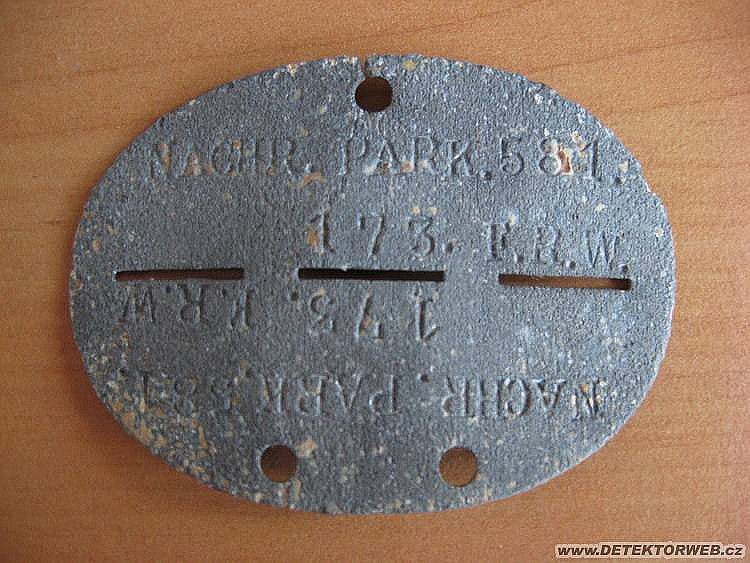 NACHR. PARK.581.
173. F.R.W.
173. F.R.W
NACHR. PARK.581.
www.DETEKTORWEB.cz